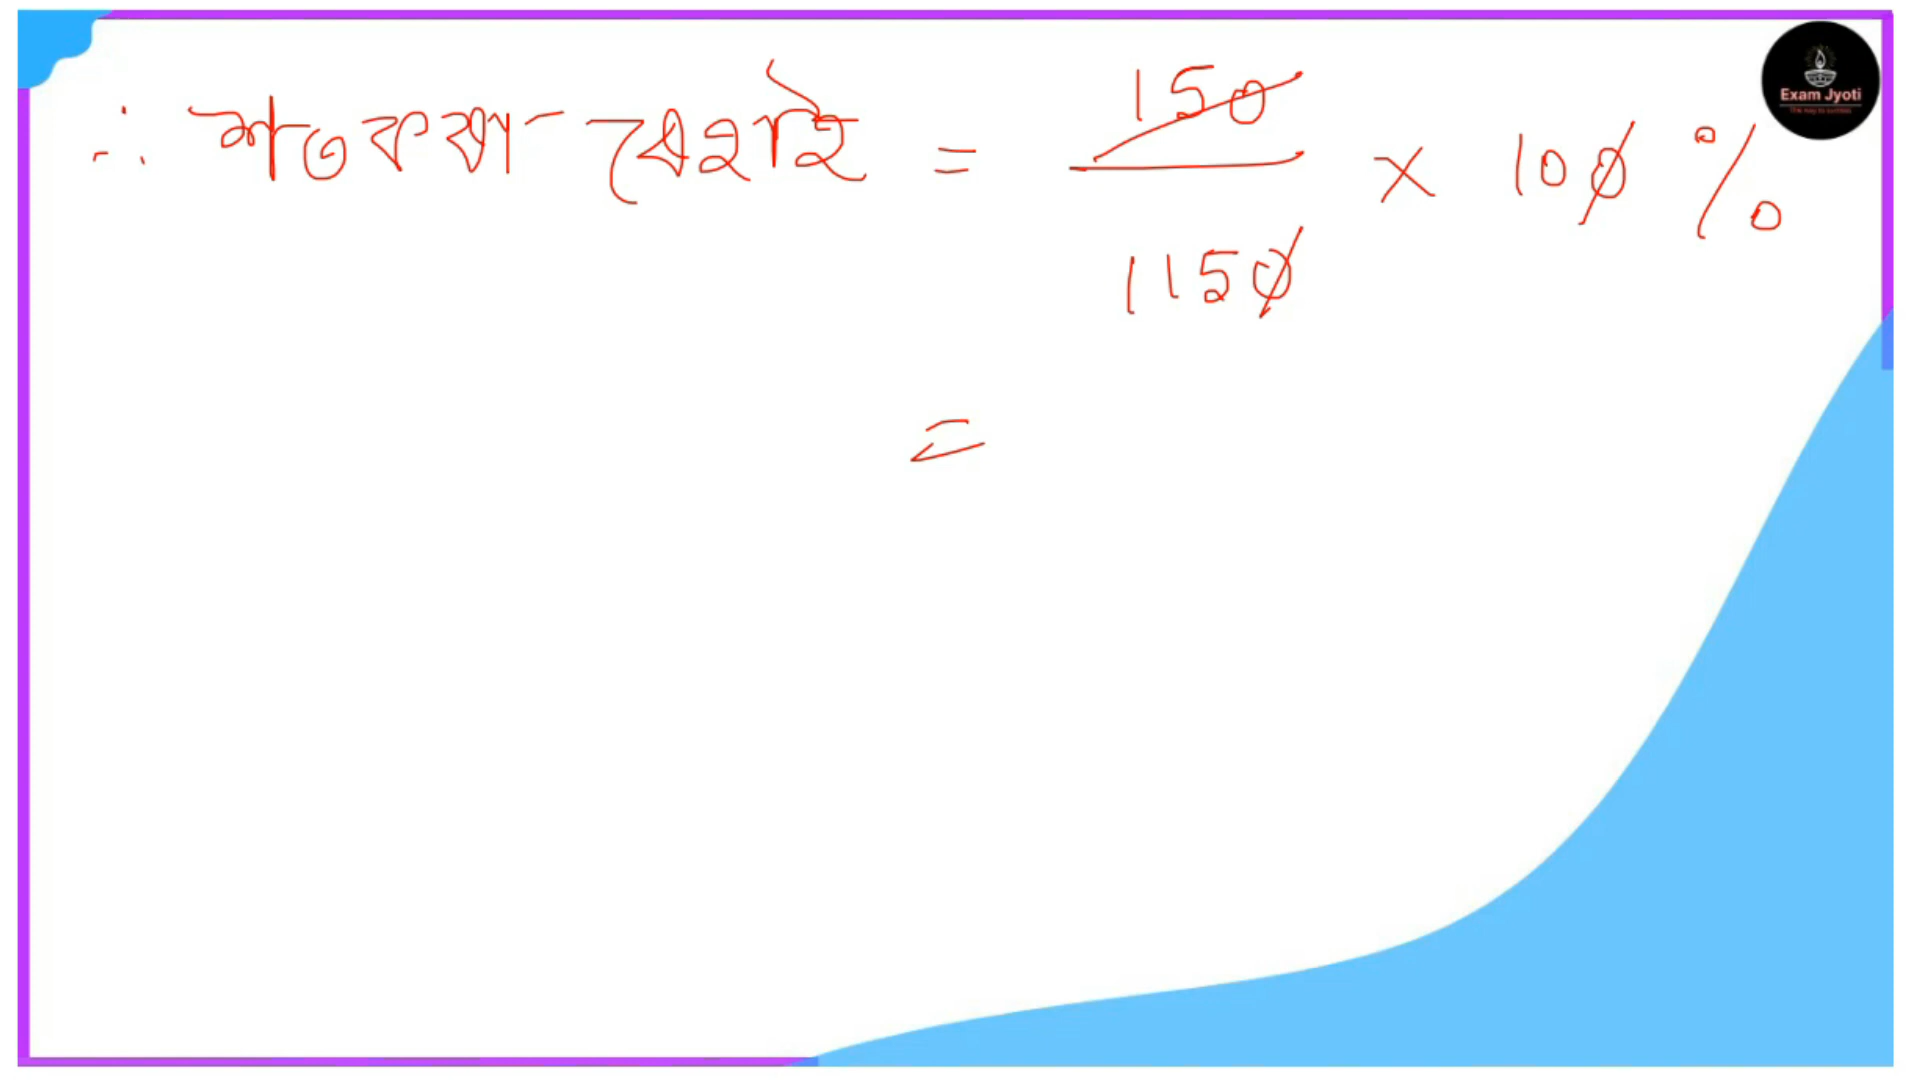 ∴ শতকৰা ৰেহাই = 150/1150 × 100 %
=
Exam Jyoti